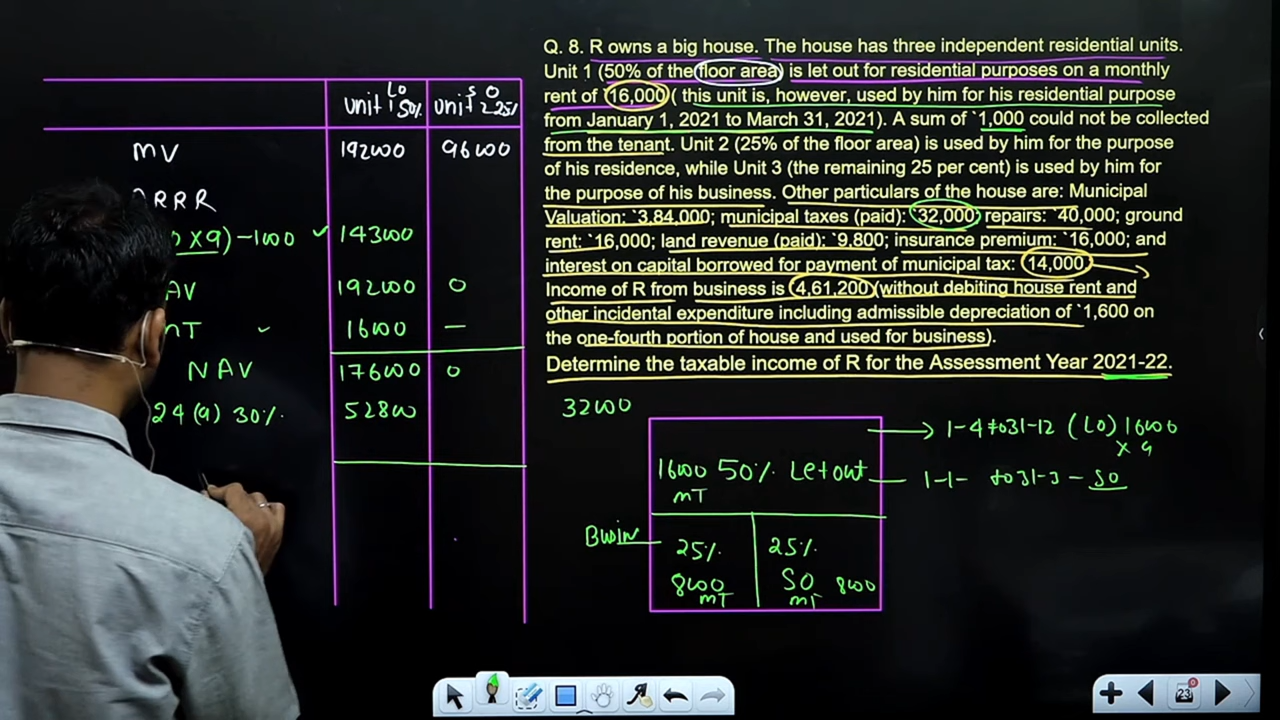 Q. 8. R owns a big house. The house has three independent residential units.
Unit 1 (50% of the floor area) is let out for residential purposes on a monthly
rent of `16,000 ( this unit is, however, used by him for his residential purpose
from January 1, 2021 to March 31, 2021). A sum of `1,000 could not be collected
from the tenant. Unit 2 (25% of the floor area) is used by him for the purpose
of his residence, while Unit 3 (the remaining 25 per cent) is used by him for
the purpose of his business. Other particulars of the house are: Municipal
Valuation: `3,84,000; municipal taxes (paid): `32,000; repairs: `40,000; ground
rent: `16,000; land revenue (paid): `9,800; insurance premium: `16,000; and
interest on capital borrowed for payment of municipal tax: `14,000
Income of R from business is `4,61,200 (without debiting house rent and
other incidental expenditure including admissible depreciation of `1,600 on
the one-fourth portion of house and used for business).
Determine the taxable income of R for the Assessment Year 2021-22.
LO SO
Unit 1 50% Unit 2 25%
MV 192000 96000
RRR
x 9) -1000 ✓ 143000
AV 192000 0
mT ✓ 16000 —
NAV 176000 0
24 (a) 30% 52800
32000
→ 1-4 to 31-12 (LO) 16000
x 9
16000 50% Let out — 1-1- to 31-3 - SO
mT
Busin 25% 25%
8000 SO 8000
mT mT
23